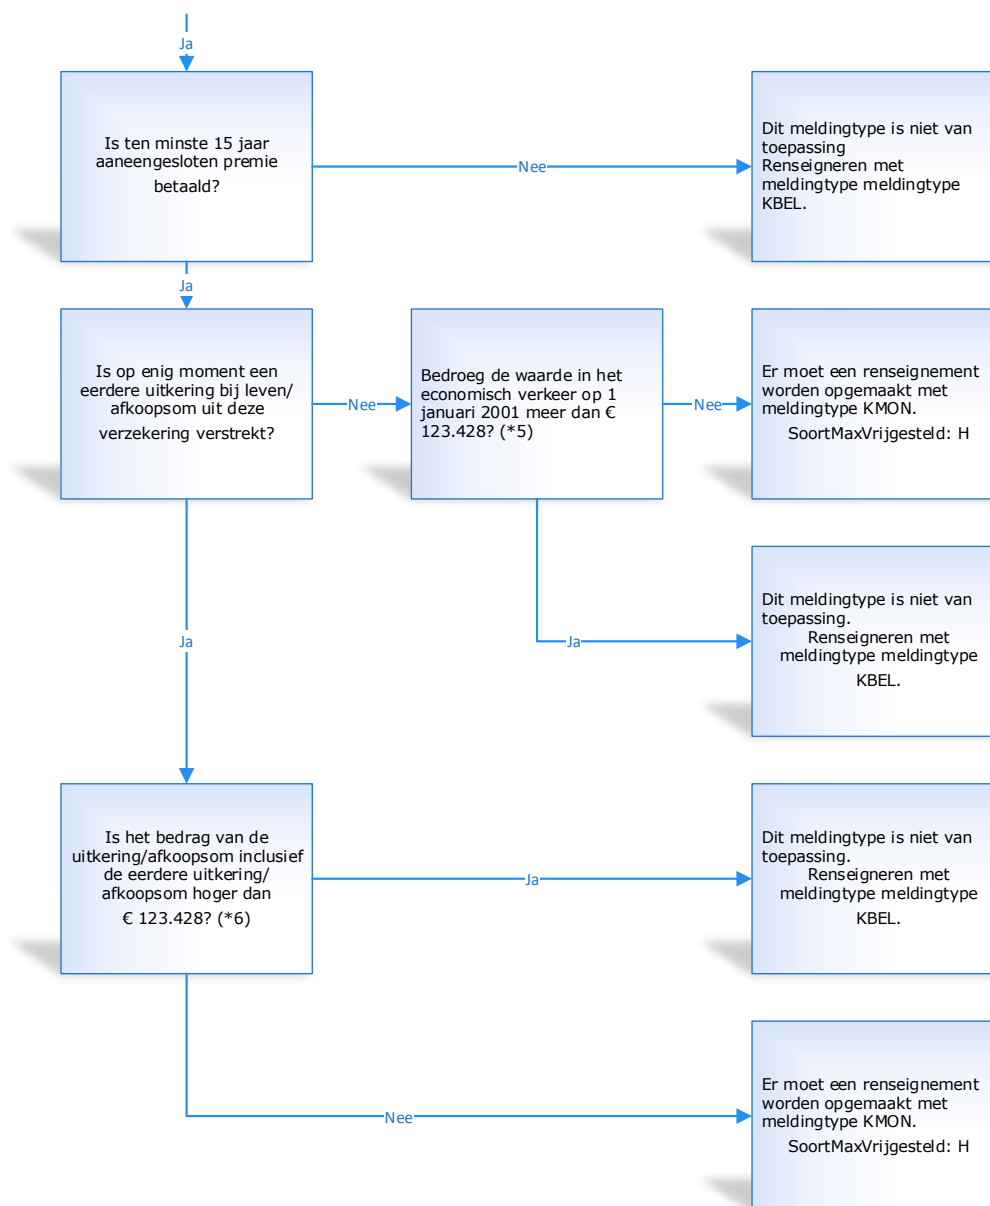 Ja
Is ten minste 15 jaar
aaneengesloten premie
betaald?
Nee
Dit meldingtype is niet van
toepassing
Renseigneren met
meldingtype meldingtype
KBEL.
Ja
Is op enig moment een
eerdere uitkering bij leven/
afkoopsom uit deze
verzekering verstrekt?
Nee
Bedroeg de waarde in het
economisch verkeer op 1
januari 2001 meer dan €
123.428? (*5)
Nee
Er moet een renseignement
worden opgemaakt met
meldingtype KMON.
SoortMaxVrijgesteld: H
Ja
Dit meldingtype is niet van
toepassing.
Renseigneren met
meldingtype meldingtype
KBEL.
Ja
Is het bedrag van de
uitkering/afkoopsom inclusief
de eerdere uitkering/
afkoopsom hoger dan
€ 123.428? (*6)
Ja
Dit meldingtype is niet van
toepassing.
Renseigneren met
meldingtype meldingtype
KBEL.
Nee
Er moet een renseignement
worden opgemaakt met
meldingtype KMON.
SoortMaxVrijgesteld: H